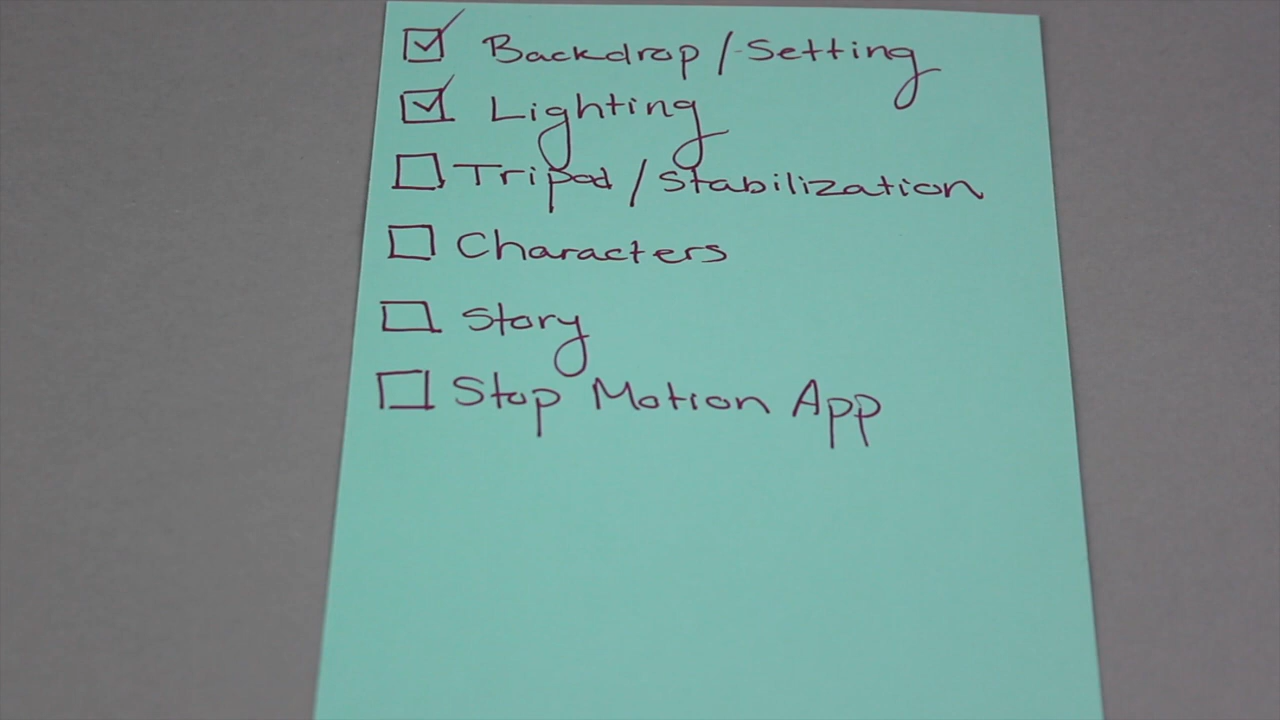 ☑ Backdrop / Setting
☑ Lighting
☐ Tripod / Stabilization
☐ Characters
☐ Story
☐ Stop Motion App